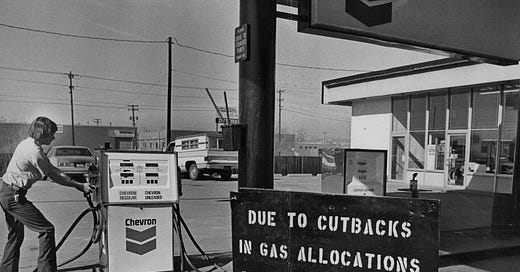 CHEVRON
REGULAR
CHEVRON
UNLEADED
Chevron
DUE TO CUTBACKS
IN GAS ALLOCATIONS